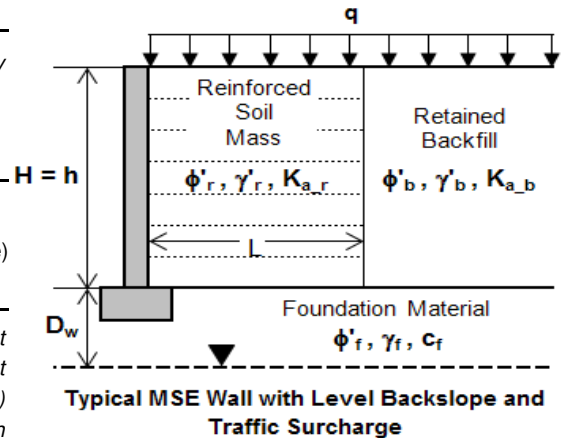 q
Reinforced
Soil
Mass
Retained
Backfill
H = h
ϕ'r , γ'r , Ka_r
ϕ'b , γ'b , Ka_b
L
e)
Foundation Material
Dw
ϕ'f , γf , cf
Typical MSE Wall with Level Backslope and
Traffic Surcharge